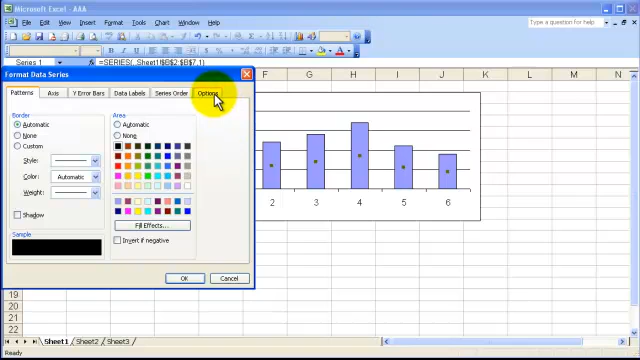 Microsoft Excel - AAA
File Edit View Insert Format Tools Chart Window Help
Type a question for help
Series 1
=SERIES(,,Sheet1!$B$2:$B$7,1)
Format Data Series
Patterns Axis Y Error Bars Data Labels Series Order Options
Border
Automatic
None
Custom
Style:
Color: Automatic
Weight:
Shadow
Sample
Area
Automatic
None
Fill Effects...
Invert if negative
OK Cancel
F G H I J K L M N
2 3 4 5 6
19
20
21
22
Sheet1 Sheet2 Sheet3
Ready